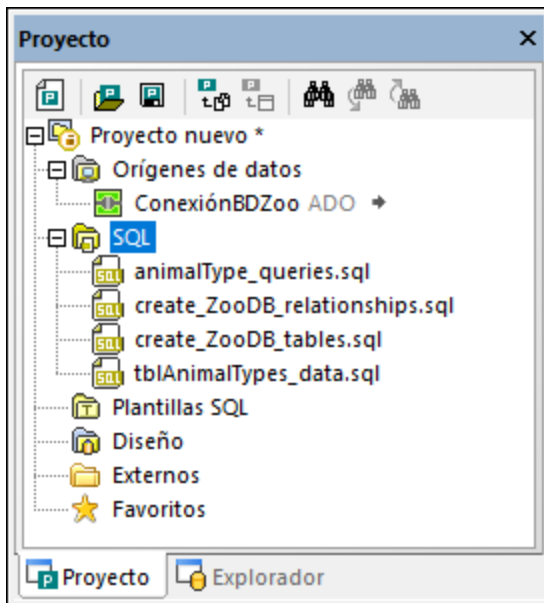 Proyecto
Proyecto nuevo *
Orígenes de datos
ConexiónBDZoo ADO
SQL
animalType_queries.sql
create_ZooDB_relationships.sql
create_ZooDB_tables.sql
tblAnimalTypes_data.sql
Plantillas SQL
Diseño
Externos
Favoritos
Proyecto Explorador